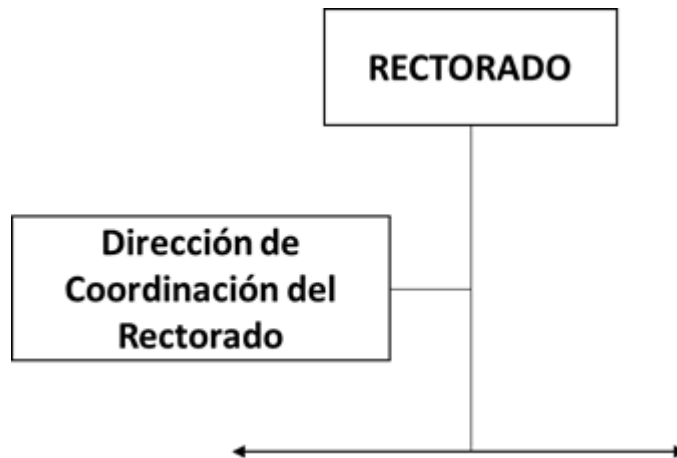 RECTORADO
Dirección de
Coordinación del
Rectorado